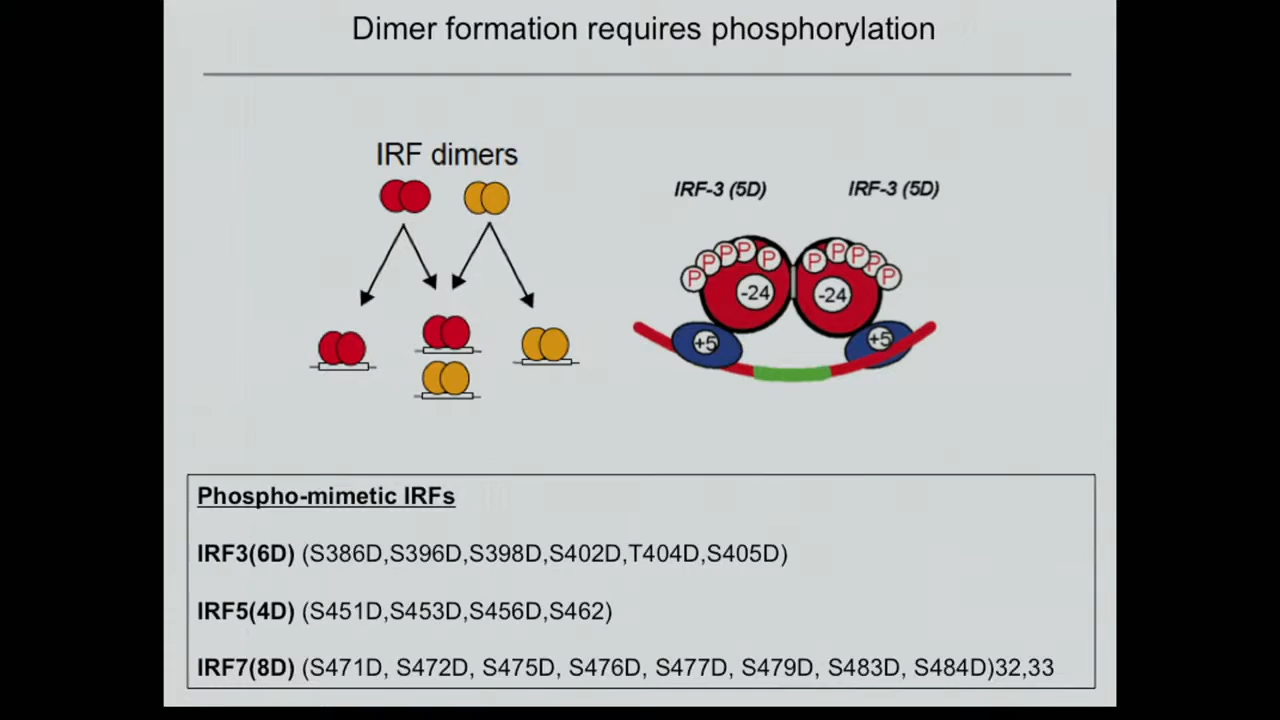 Dimer formation requires phosphorylation
IRF dimers
IRF-3 (5D) IRF-3 (5D)
P P P P P P P P P P
-24 -24
+5 +5
Phospho-mimetic IRFs
IRF3(6D) (S386D,S396D,S398D,S402D,T404D,S405D)
IRF5(4D) (S451D,S453D,S456D,S462)
IRF7(8D) (S471D, S472D, S475D, S476D, S477D, S479D, S483D, S484D)32,33